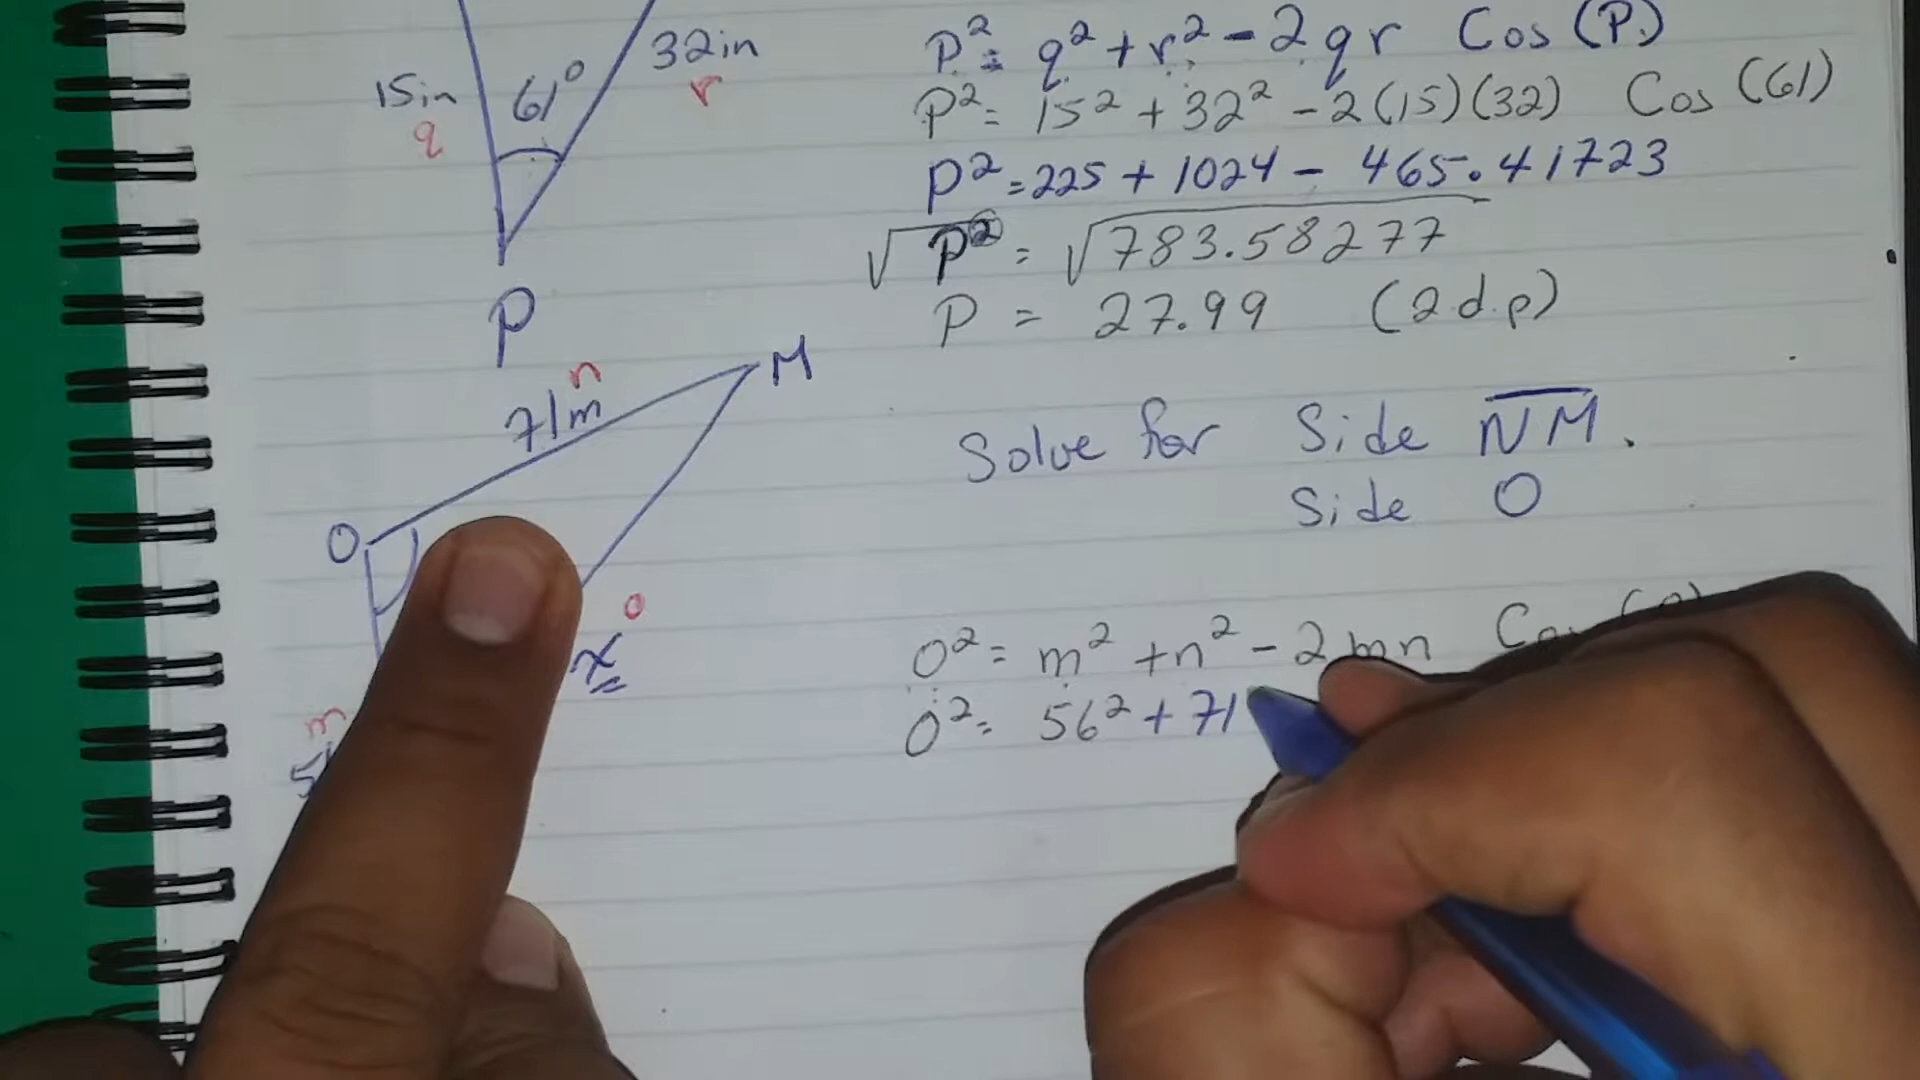 32in
15in 61°
r
q
P² = q² + r² - 2qr Cos (P)
P² = 15² + 32² - 2(15)(32) Cos (61)
P² = 225 + 1024 - 465.41723
√P² = √783.58277
P = 27.99 (2 d.p)
P
n
M
71m
O
Solve for Side N̅M̅.
Side O
o
x
m
O² = m² + n² - 2mn
O² = 56² + 71